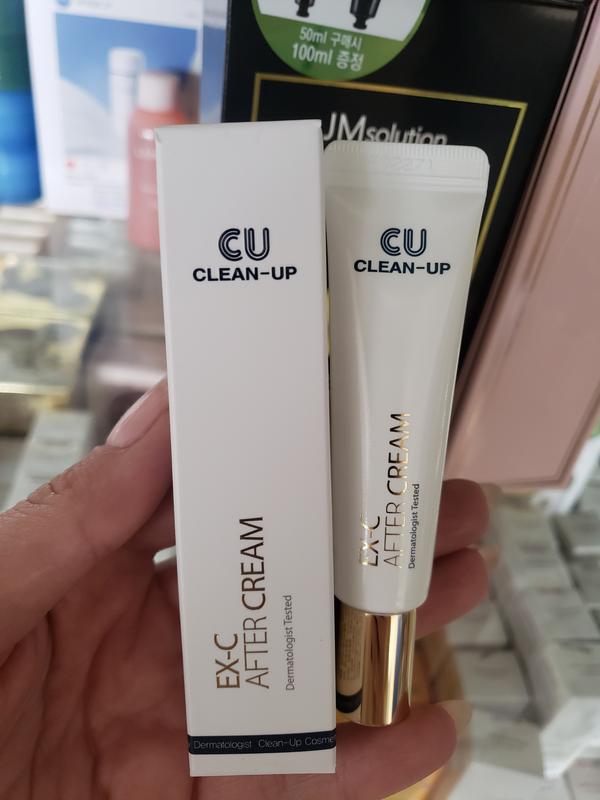 50ml 구매시
100ml 증정
JMsolution
CU
CLEAN-UP
EX-C
AFTER CREAM
Dermatologist Tested
Dermatologist Clean-Up Cosme
CU
CLEAN-UP
EX-C
AFTER CREAM
Dermatologist Tested